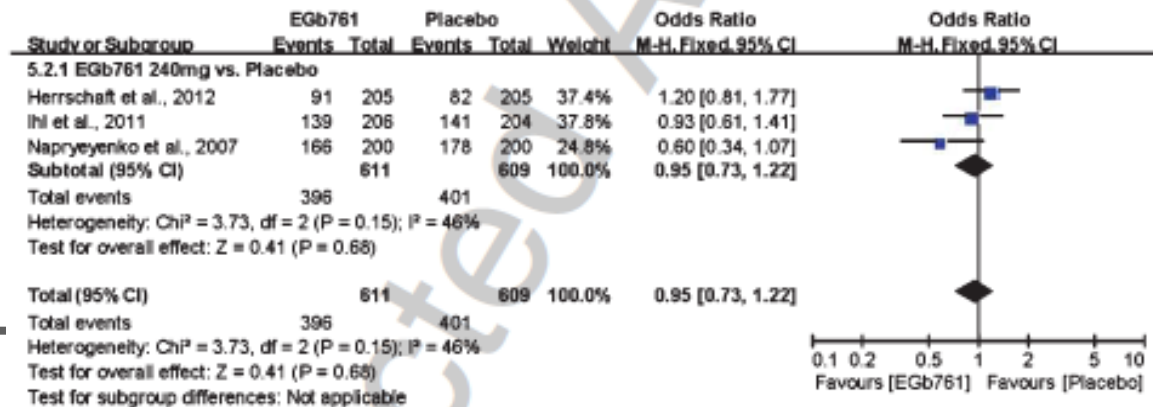 EGb761 Placebo Odds Ratio Odds Ratio
Study or Subgroup Events Total Events Total Weight M-H, Fixed, 95% CI M-H, Fixed, 95% CI
5.2.1 EGb761 240mg vs. Placebo
Herrschaft et al., 2012 91 205 82 205 37.4% 1.20 [0.81, 1.77]
Ihl et al., 2011 139 206 141 204 37.8% 0.93 [0.61, 1.41]
Napryeyenko et al., 2007 166 200 178 200 24.8% 0.60 [0.34, 1.07]
Subtotal (95% CI) 611 609 100.0% 0.95 [0.73, 1.22]
Total events 396 401
Heterogeneity: Chi² = 3.73, df = 2 (P = 0.15); I² = 46%
Test for overall effect: Z = 0.41 (P = 0.68)
Total (95% CI) 611 609 100.0% 0.95 [0.73, 1.22]
Total events 396 401
Heterogeneity: Chi² = 3.73, df = 2 (P = 0.15); I² = 46%
Test for overall effect: Z = 0.41 (P = 0.68)
Test for subgroup differences: Not applicable
0.1 0.2 0.5 1 2 5 10
Favours [EGb761] Favours [Placebo]
cted A